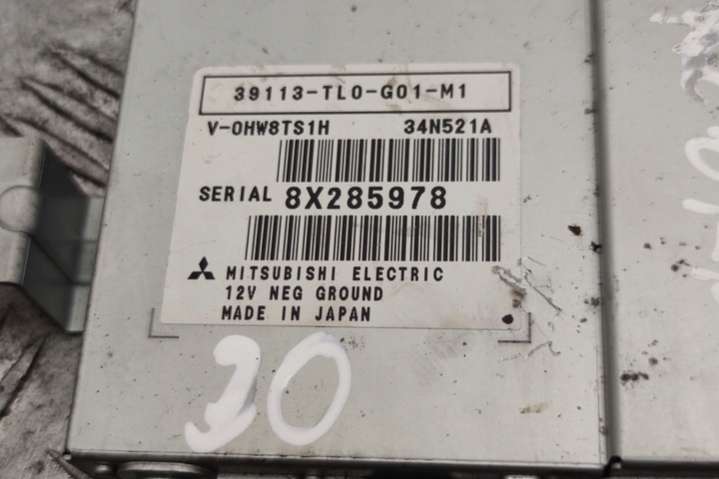 39113-TL0-G01-M1
V-0HW8TS1H 34N521A
SERIAL 8X285978
MITSUBISHI ELECTRIC
12V NEG GROUND
MADE IN JAPAN
30